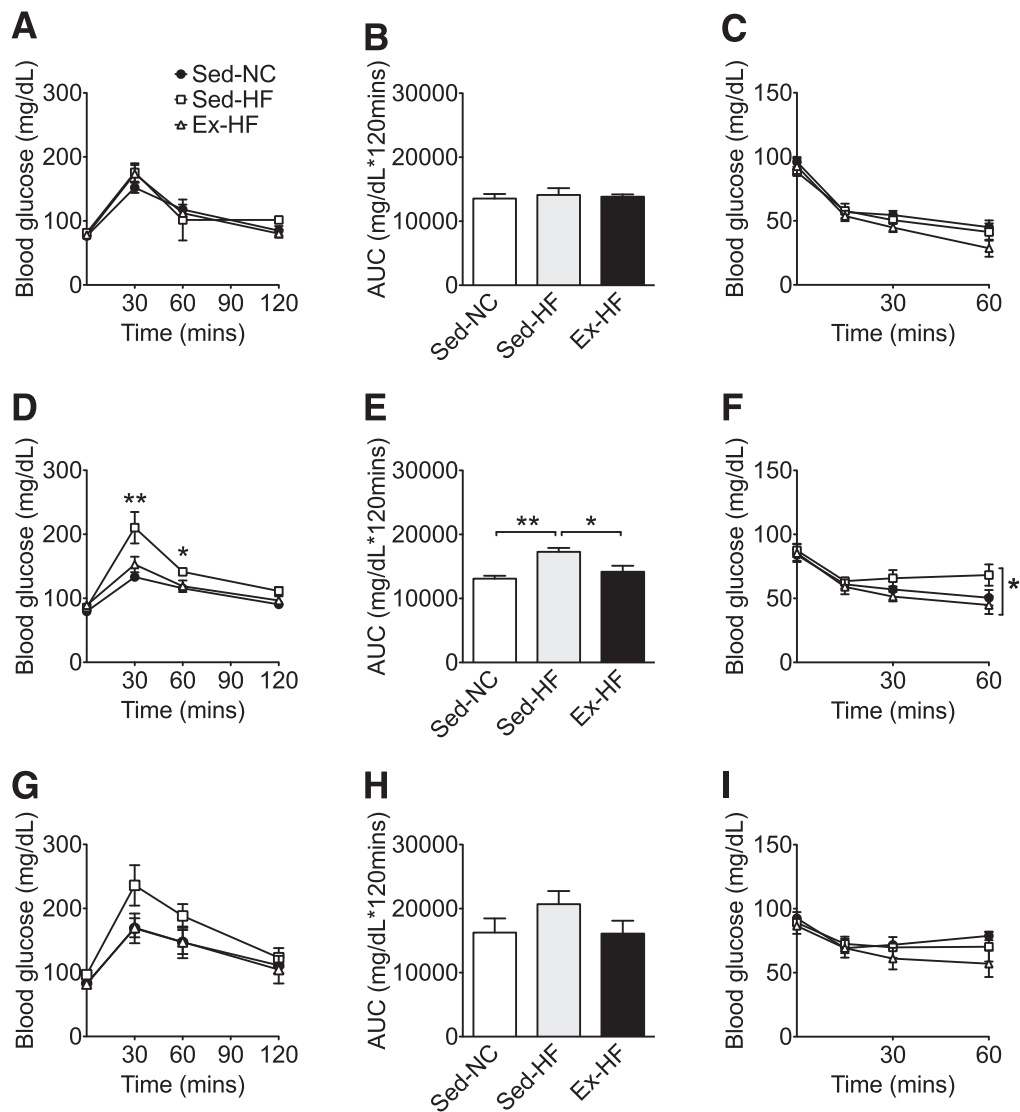 A
Blood glucose (mg/dL)
300
200
100
0
30 60 90 120
Time (mins)
Sed-NC
Sed-HF
Ex-HF
B
AUC (mg/dL*120mins)
30000
20000
10000
0
Sed-NC
Sed-HF
Ex-HF
C
Blood glucose (mg/dL)
150
100
50
0
30 60
Time (mins)
D
Blood glucose (mg/dL)
300
200
100
0
**
*
30 60 90 120
Time (mins)
E
AUC (mg/dL*120mins)
30000
20000
10000
0
** *
Sed-NC
Sed-HF
Ex-HF
F
Blood glucose (mg/dL)
150
100
50
0
*
30 60
Time (mins)
G
Blood glucose (mg/dL)
300
200
100
0
30 60 90 120
Time (mins)
H
AUC (mg/dL*120mins)
30000
20000
10000
0
Sed-NC
Sed-HF
Ex-HF
I
Blood glucose (mg/dL)
150
100
50
0
30 60
Time (mins)